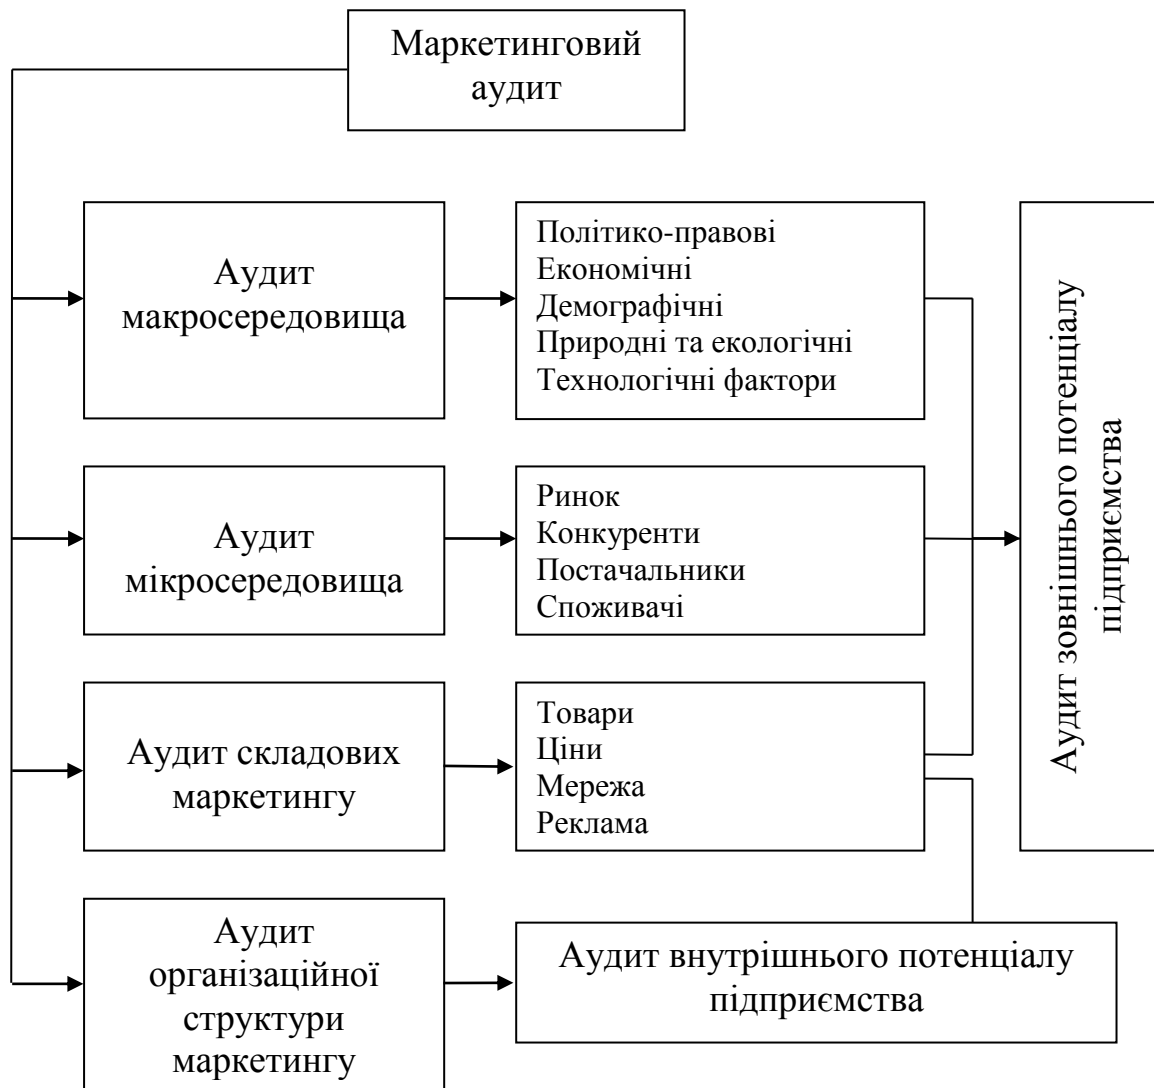 Маркетинговий
аудит
Аудит
макросередовища
Політико-правові
Економічні
Демографічні
Природні та екологічні
Технологічні фактори
Аудит
мікросередовища
Ринок
Конкуренти
Постачальники
Споживачі
Аудит складових
маркетингу
Товари
Ціни
Мережа
Реклама
Аудит
організаційної
структури
маркетингу
Аудит внутрішнього потенціалу
підприємства
Аудит зовнішнього потенціалу
підприємства